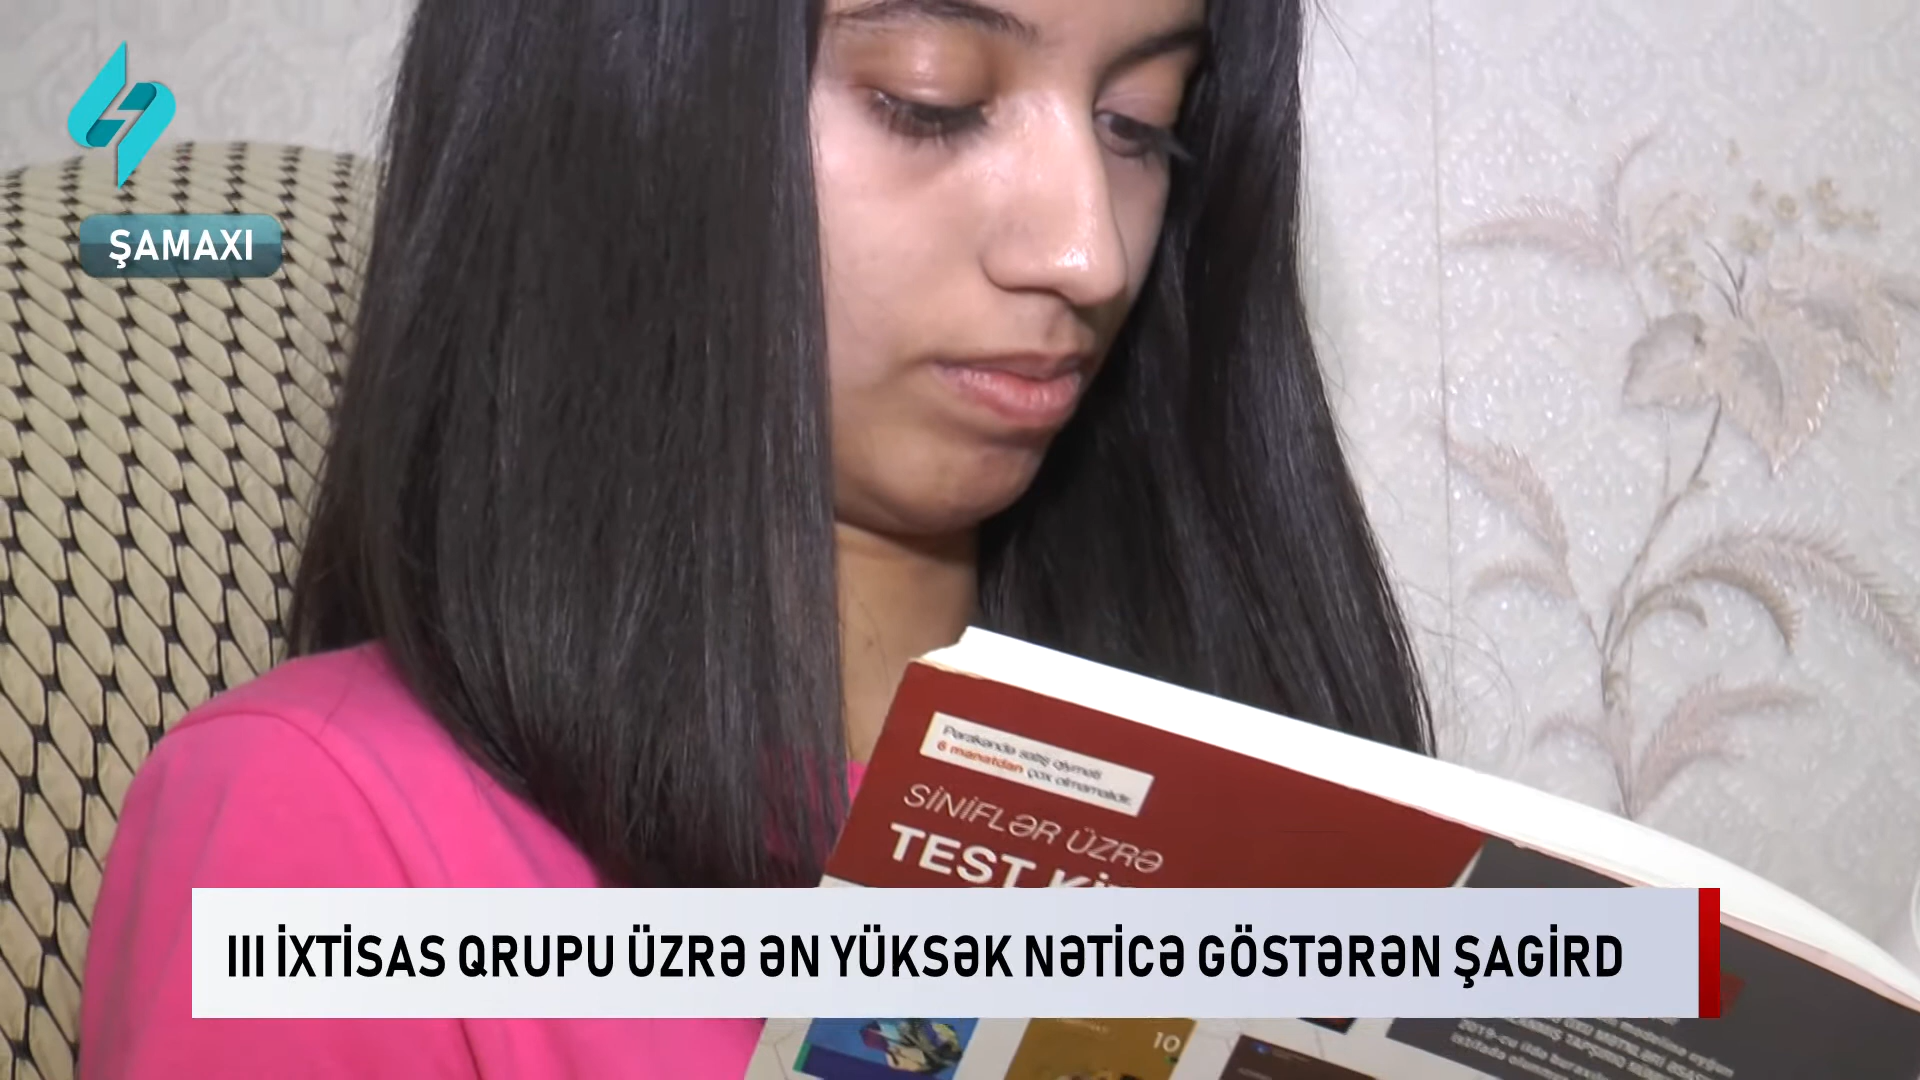 ŞAMAXI
Pərakəndə satış qiyməti
6 manatdan çox olmamalıdır.
SİNİFLƏR ÜZRƏ
TEST
III İXTİSAS QRUPU ÜZRƏ ƏN YÜKSƏK NƏTİCƏ GÖSTƏRƏN ŞAGİRD
10